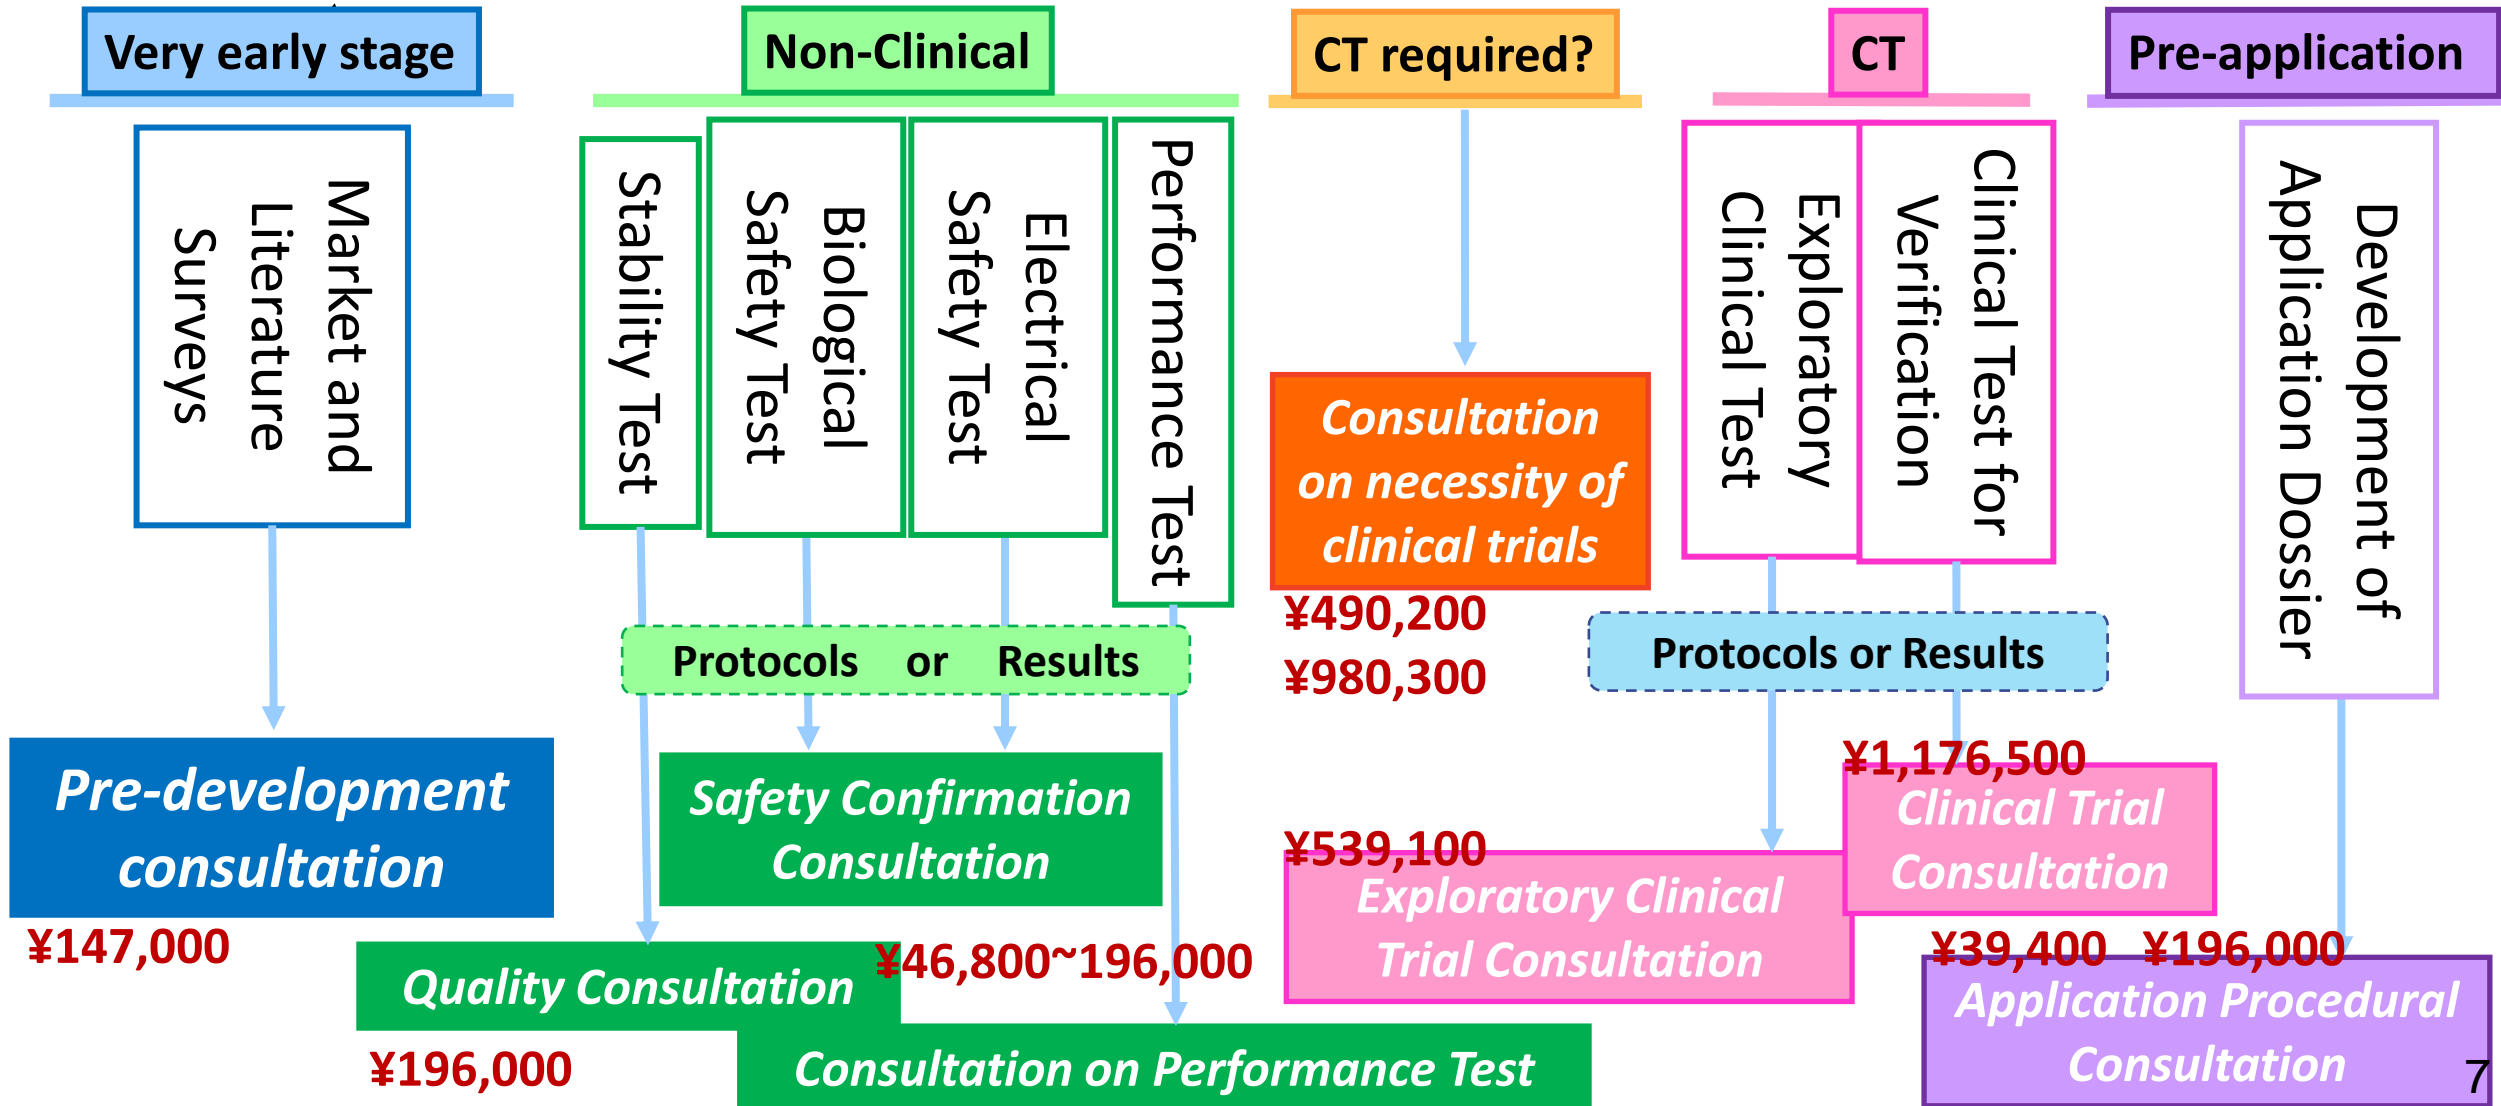 Very early stage
Non-Clinical
CT required?
CT
Pre-application
Market and
Literature
Surveys
Stability Test
Biological
Safety Test
Electrical
Safety Test
Performance Test
Consultation
on necessity of
clinical trials
¥490,200
¥980,300
Exploratory
Clinical Test
Clinical Test for
Verification
Development of
Application Dossier
Protocols or Results
Protocols or Results
Pre-development
consultation
¥147,000
Safety Confirmation
Consultation
¥46,800~196,000
Quality Consultation
¥196,000
Consultation on Performance Test
¥539,100
Exploratory Clinical
Trial Consultation
¥1,176,500
Clinical Trial
Consultation
¥39,400 ¥196,000
Application Procedural
Consultation
7